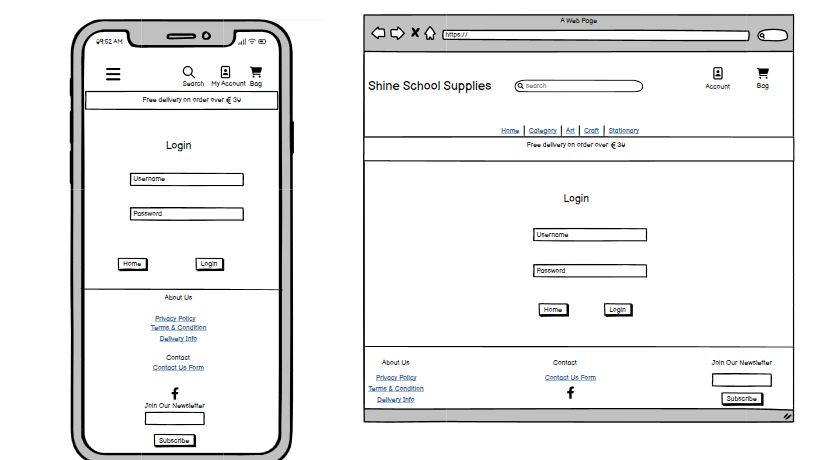 09:52 AM
Search My Account Bag
Free delivery on order over € 30
Login
Username
Password
Home Login
About Us
Privacy Policy
Terms & Condition
Delivery Info
Contact
Contact Us Form
Join Our Newsletter
Subscribe
A Web Page
https://
Shine School Supplies
search
Account Bag
Home Category Art Craft Stationary
Free delivery on order over € 30
Login
Username
Password
Home Login
About Us Contact Join Our Newsletter
Privacy Policy Contact Us Form
Terms & Condition
Delivery Info
Subscribe